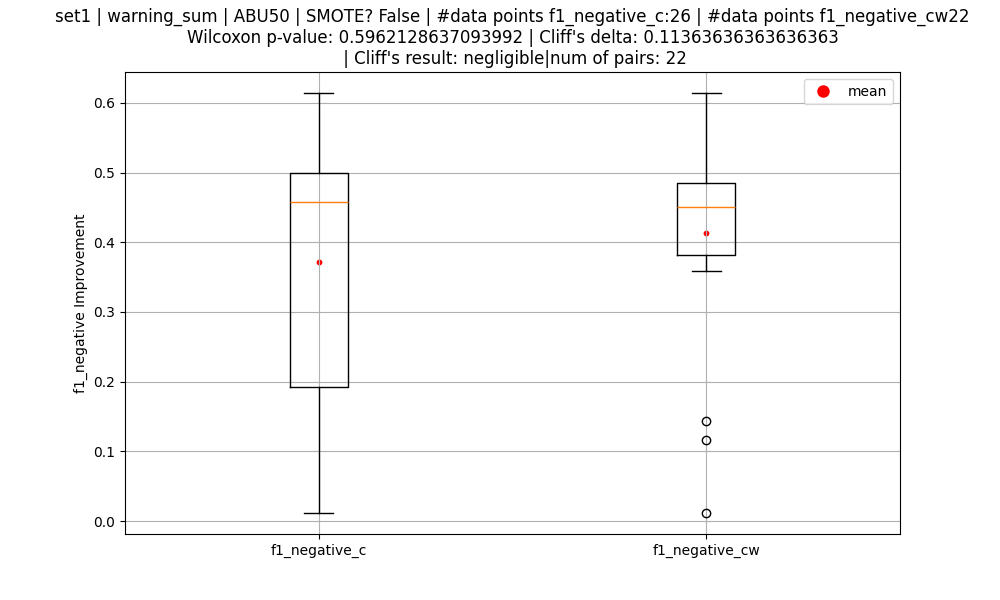 set1 | warning_sum | ABU50 | SMOTE? False | #data points f1_negative_c:26 | #data points f1_negative_cw22
Wilcoxon p-value: 0.5962128637093992 | Cliff's delta: 0.11363636363636363
| Cliff's result: negligible|num of pairs: 22
mean
0.6
0.5
0.4
0.3
0.2
0.1
0.0
f1_negative Improvement
f1_negative_c
f1_negative_cw